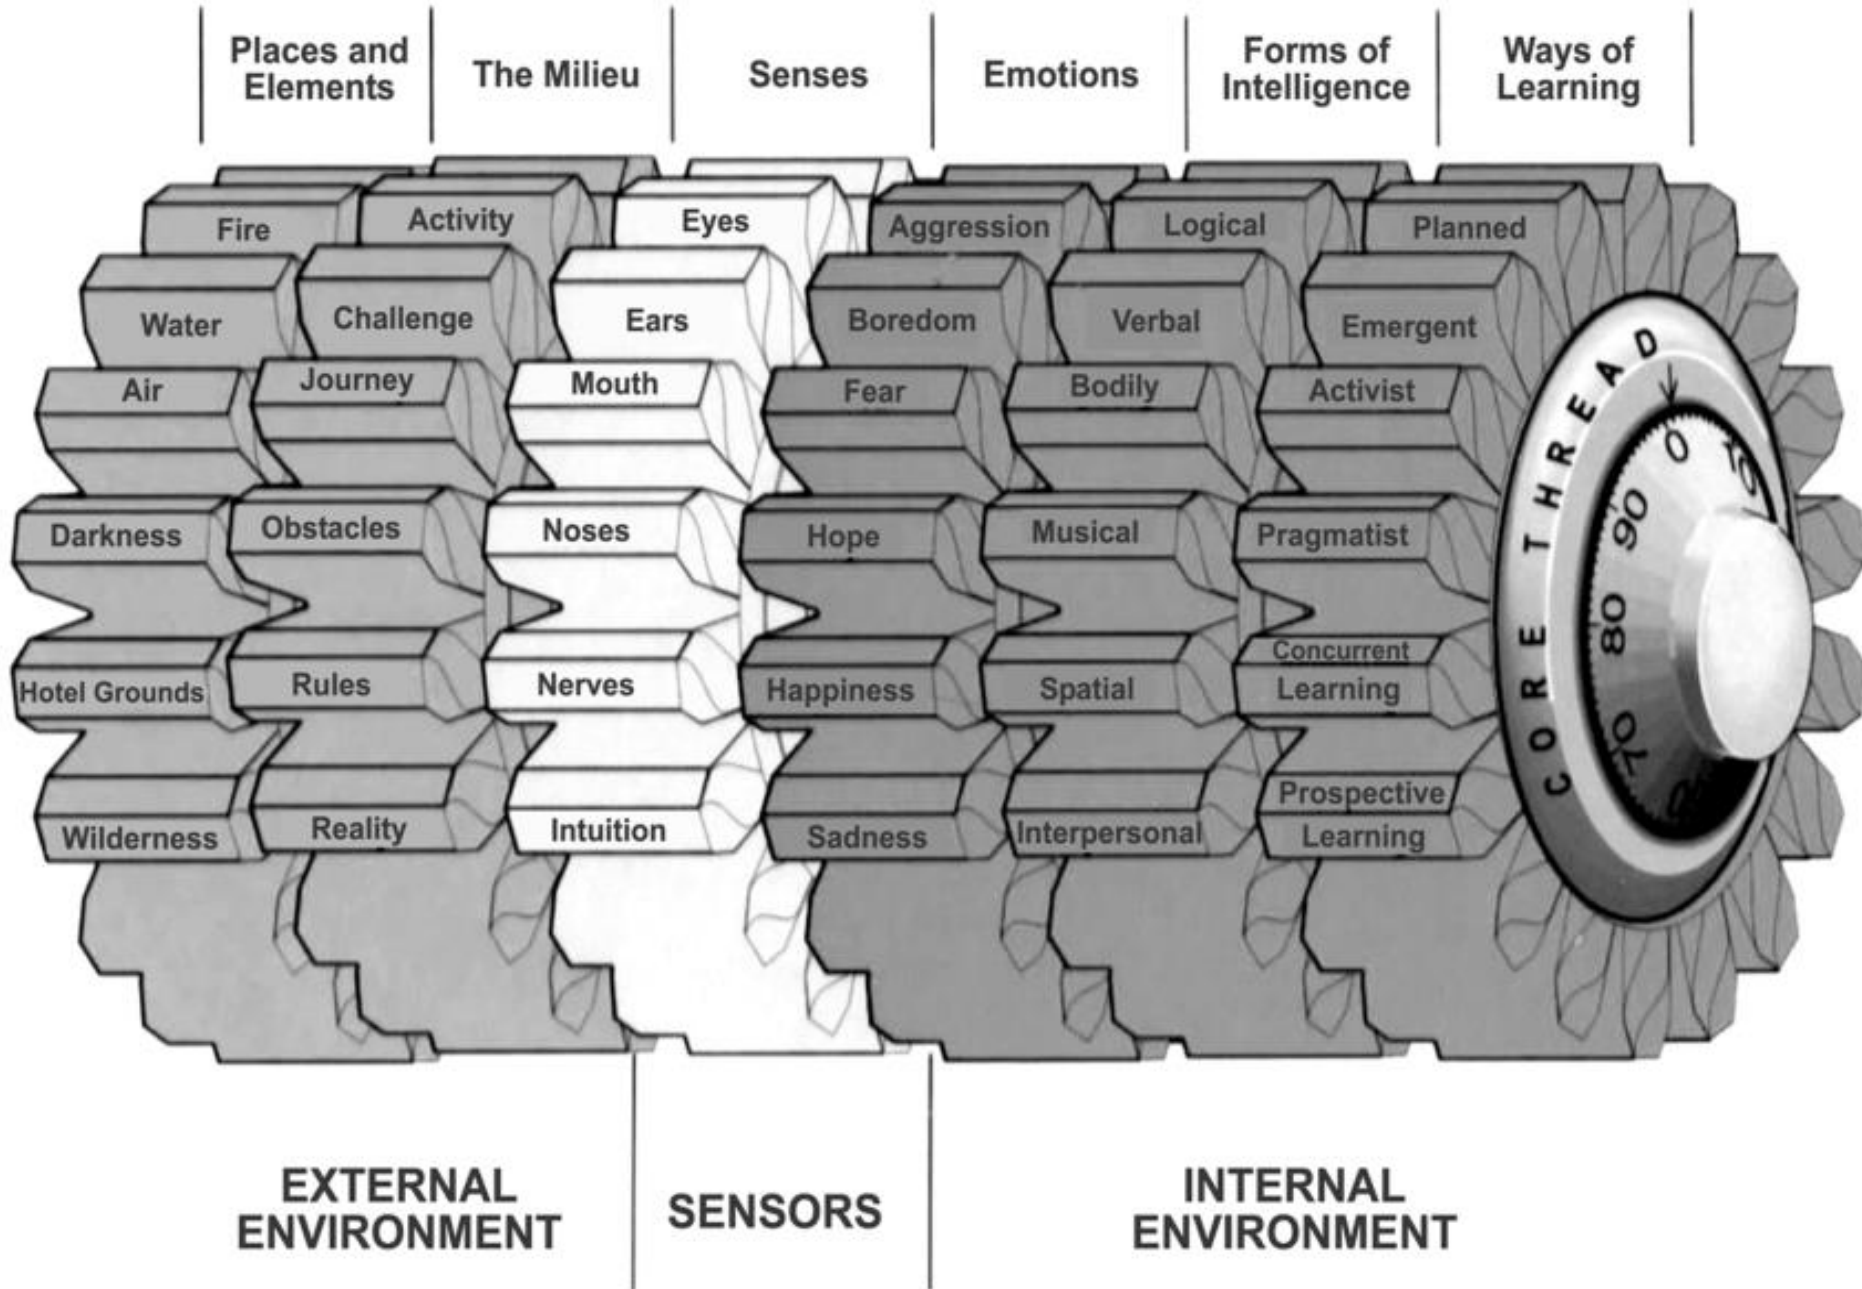 Places and
Elements
The Milieu
Senses
Emotions
Forms of
Intelligence
Ways of
Learning
Fire
Activity
Eyes
Aggression
Logical
Planned
Water
Challenge
Ears
Boredom
Verbal
Emergent
Air
Journey
Mouth
Fear
Bodily
Activist
Darkness
Obstacles
Noses
Hope
Musical
Pragmatist
Hotel Grounds
Rules
Nerves
Happiness
Spatial
Concurrent
Learning
Wilderness
Reality
Intuition
Sadness
Interpersonal
Prospective
Learning
CORE THREAD
0
10
90
80
70
EXTERNAL
ENVIRONMENT
SENSORS
INTERNAL
ENVIRONMENT